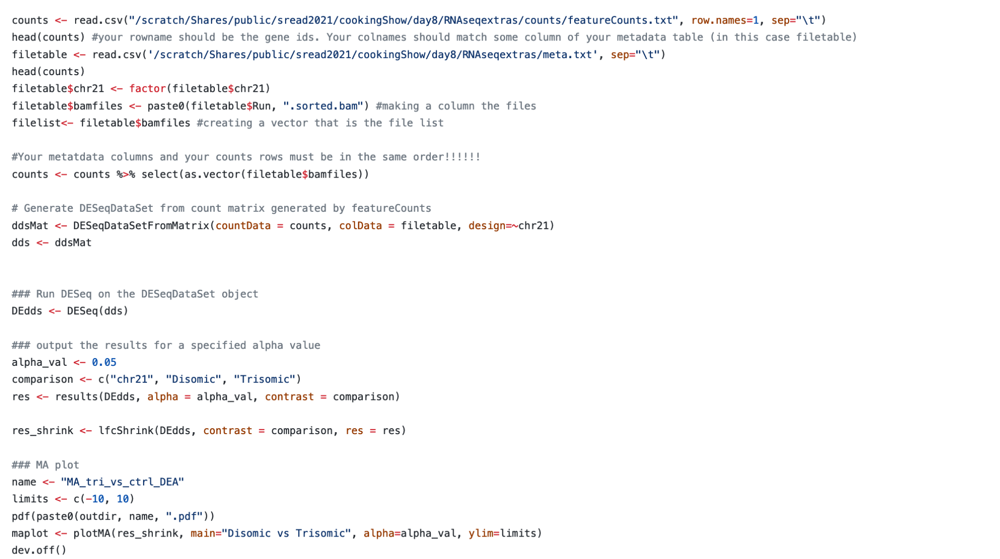 counts <- read.csv("/scratch/Shares/public/sread2021/cookingShow/day8/RNAseqextras/counts/featureCounts.txt", row.names=1, sep="\t")
head(counts) #your rowname should be the gene ids. Your colnames should match some column of your metadata table (in this case filetable)
filetable <- read.csv('/scratch/Shares/public/sread2021/cookingShow/day8/RNAseqextras/meta.txt', sep="\t")
head(counts)
filetable$chr21 <- factor(filetable$chr21)
filetable$bamfiles <- paste0(filetable$Run, ".sorted.bam") #making a column the files
filelist<- filetable$bamfiles #creating a vector that is the file list
#Your metatdata columns and your counts rows must be in the same order!!!!!!
counts <- counts %>% select(as.vector(filetable$bamfiles))
# Generate DESeqDataSet from count matrix generated by featureCounts
ddsMat <- DESeqDataSetFromMatrix(countData = counts, colData = filetable, design=~chr21)
dds <- ddsMat
### Run DESeq on the DESeqDataSet object
DEdds <- DESeq(dds)
### output the results for a specified alpha value
alpha_val <- 0.05
comparison <- c("chr21", "Disomic", "Trisomic")
res <- results(DEdds, alpha = alpha_val, contrast = comparison)
res_shrink <- lfcShrink(DEdds, contrast = comparison, res = res)
### MA plot
name <- "MA_tri_vs_ctrl_DEA"
limits <- c(-10, 10)
pdf(paste0(outdir, name, ".pdf"))
maplot <- plotMA(res_shrink, main="Disomic vs Trisomic", alpha=alpha_val, ylim=limits)
dev.off()